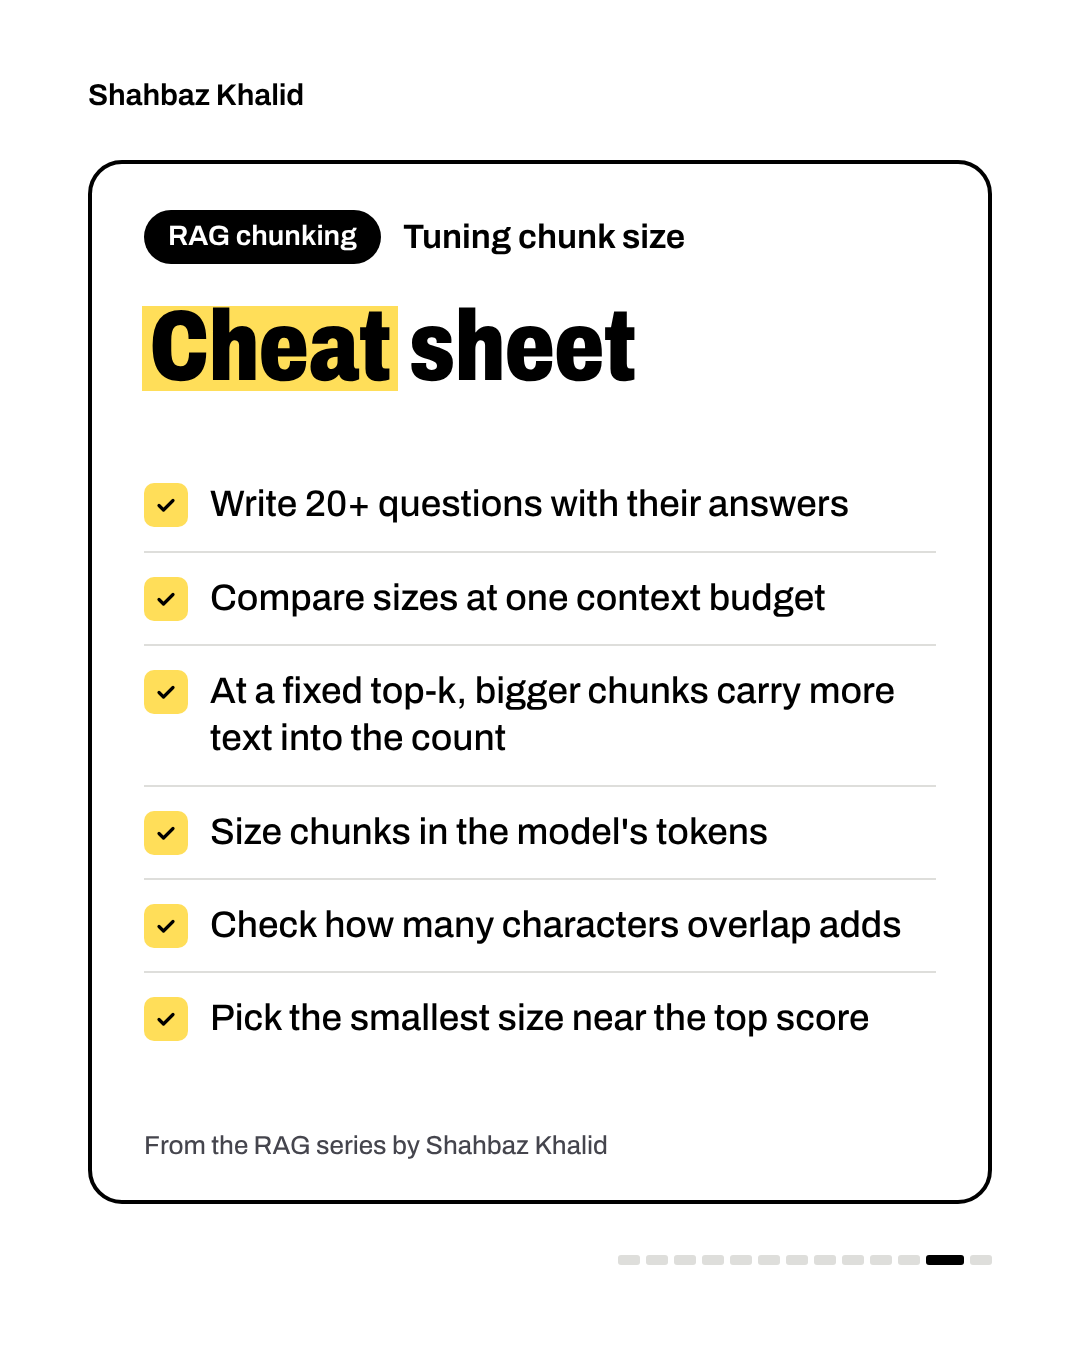 Shahbaz Khalid
RAG chunking Tuning chunk size
Cheat sheet
Write 20+ questions with their answers
Compare sizes at one context budget
At a fixed top-k, bigger chunks carry more
text into the count
Size chunks in the model's tokens
Check how many characters overlap adds
Pick the smallest size near the top score
From the RAG series by Shahbaz Khalid